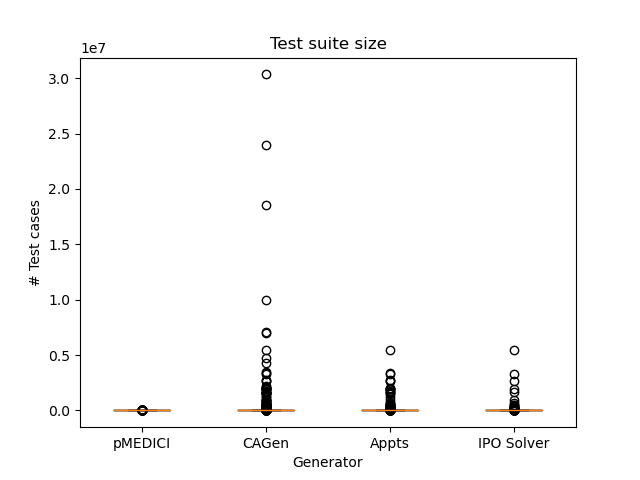 Test suite size
1e7
3.0
2.5
2.0
1.5
1.0
0.5
0.0
# Test cases
pMEDICI CAGen Appts IPO Solver
Generator